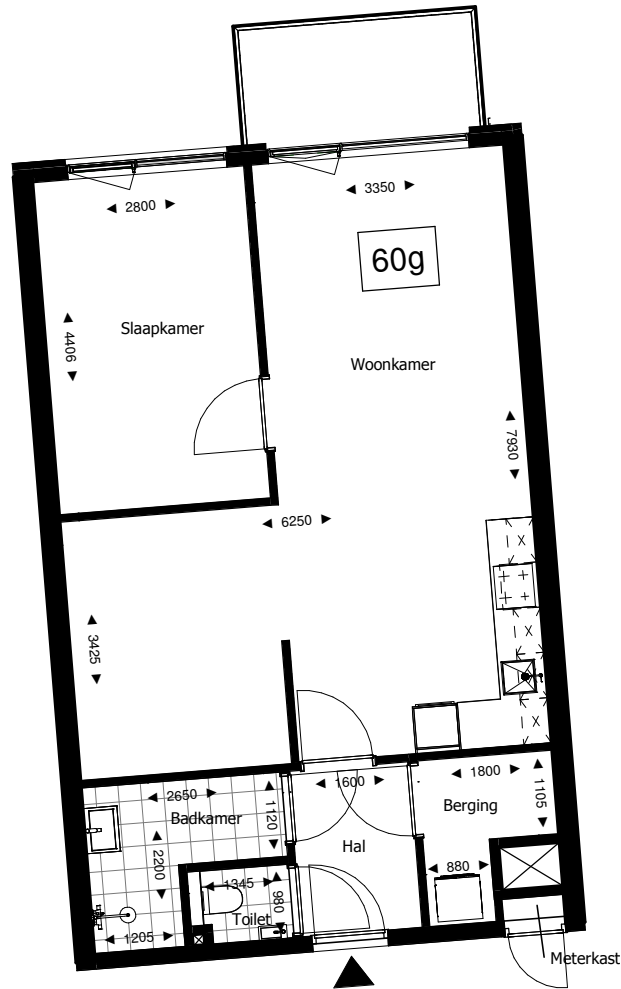 3350
2800
60g
Slaapkamer
4406
Woonkamer
7930
6250
3425
1600
1800
2650
1105
Badkamer
1120
Berging
Hal
2200
880
1345
980
Toilet
1205
Meterkast